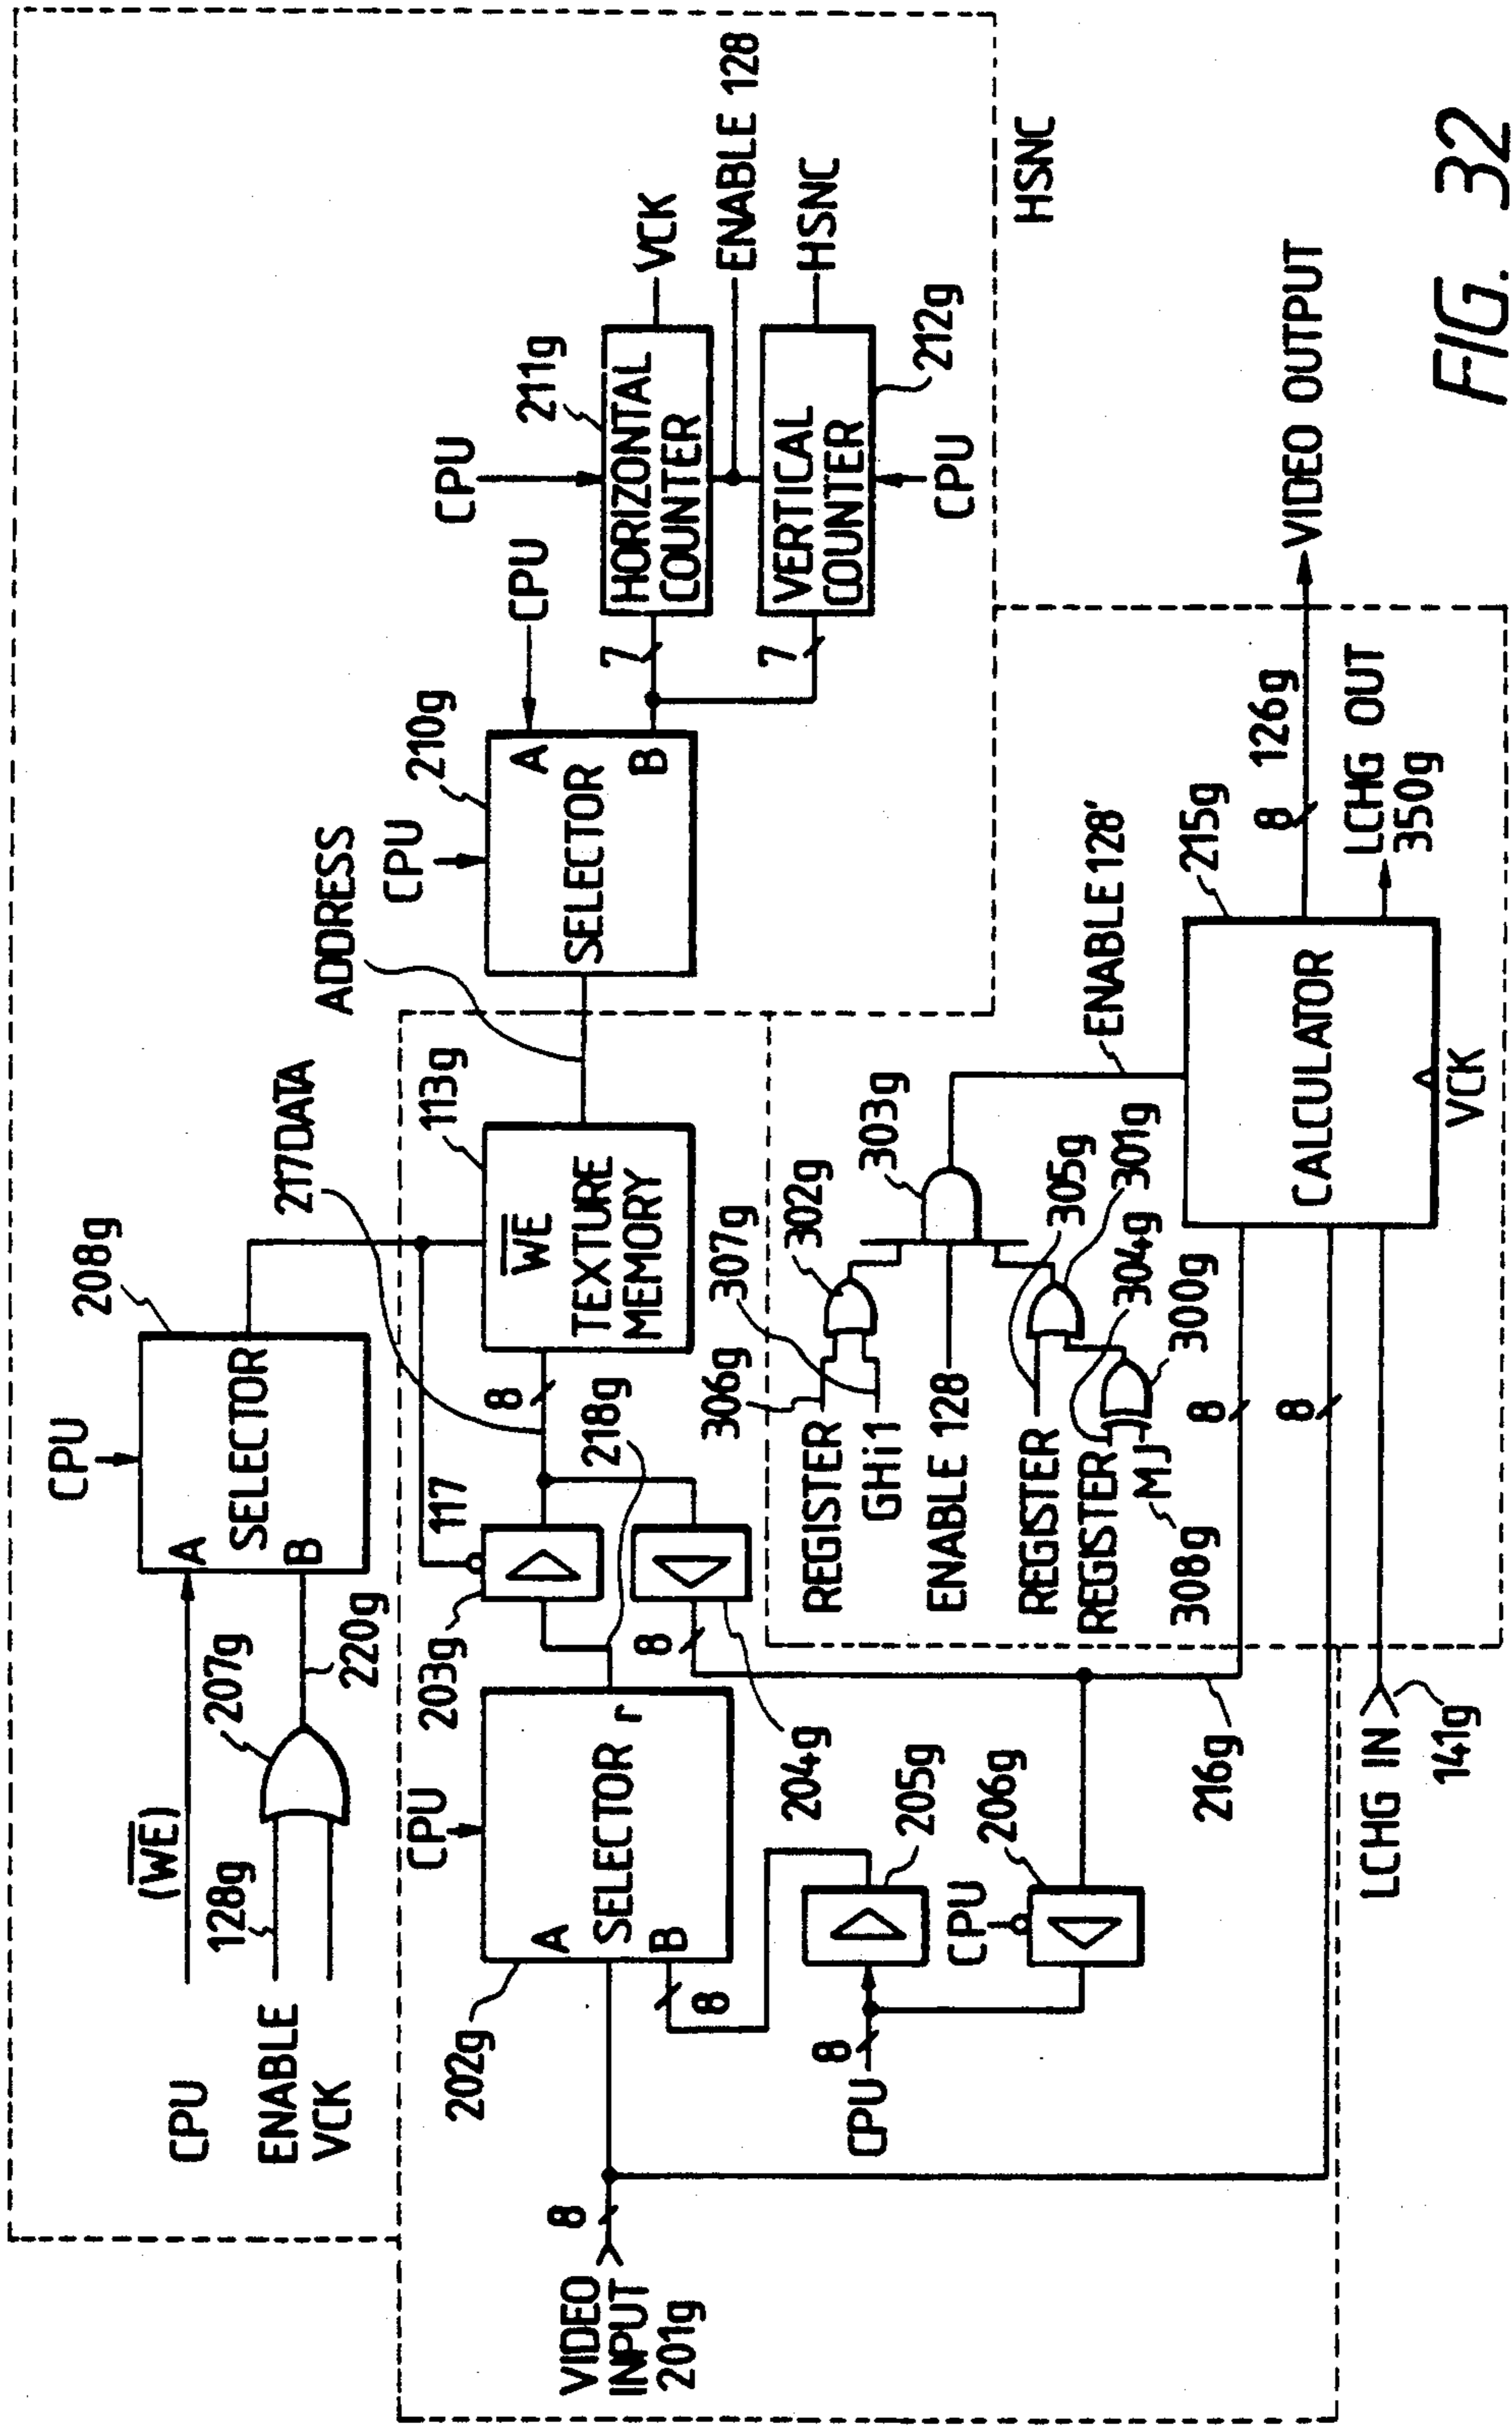 CPU
(WE)
ENABLE
128g
VCK
207g
220g
CPU
A
SELECTOR
B
208g
217DATA
ADDRESS
CPU
210g
SELECTOR
A
B
CPU
CPU
211g
HORIZONTAL
COUNTER
7
VCK
ENABLE 128
VERTICAL
COUNTER
7
212g
HSNC
CPU
HSNC
VIDEO
INPUT
201g
8
202g
CPU
A
SELECTOR
r
B
8
203g
117
218g
8
WE
TEXTURE
MEMORY
113g
8
204g
CPU
8
205g
CPU
206g
216g
REGISTER
306g
GHi1
307g
302g
ENABLE 128
303g
REGISTER
305g
301g
REGISTER
304g
MJ
308g
300g
ENABLE 128'
8
8
LCHG IN
141g
CALCULATOR
215g
VCK
8
126g
VIDEO OUTPUT
LCHG OUT
350g
FIG. 32